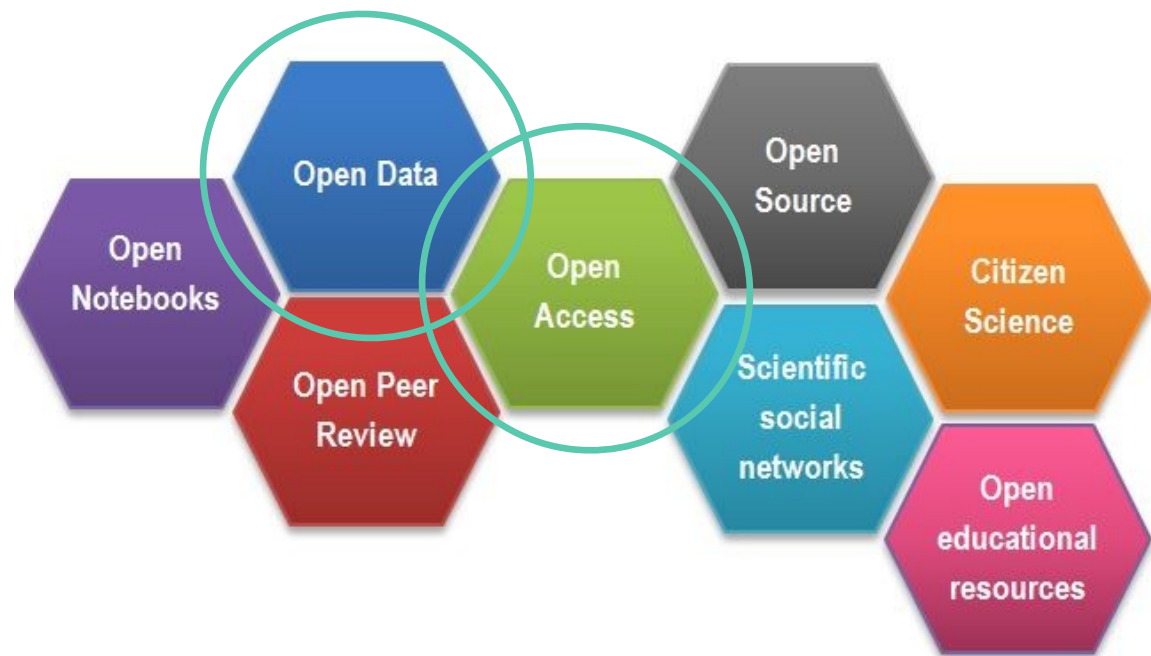 Open Data
Open
Notebooks
Open Peer
Review
Open
Access
Open
Source
Scientific
social
networks
Citizen
Science
Open
educational
resources